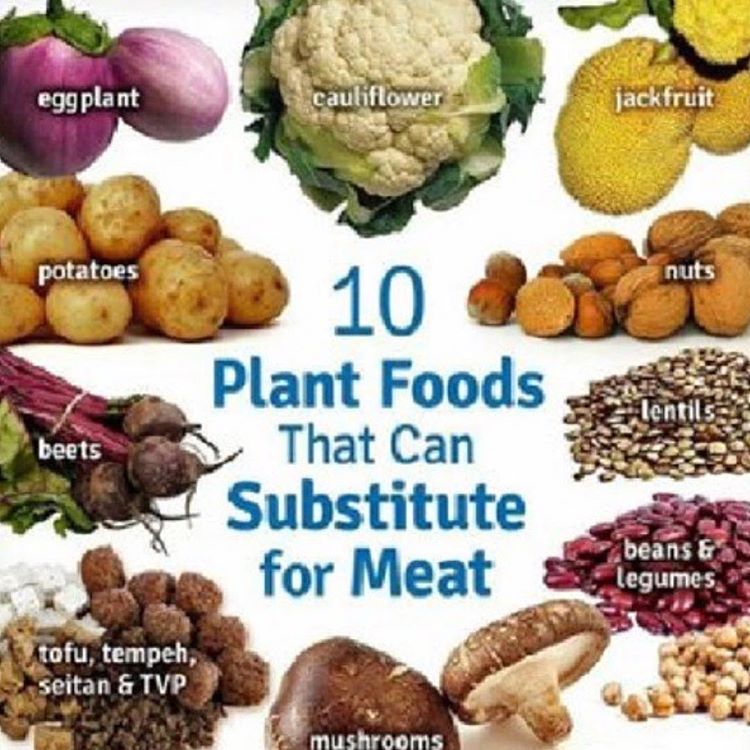 eggplant
cauliflower
jackfruit
potatoes
nuts
10
Plant Foods
That Can
Substitute
for Meat
lentils
beets
beans &
legumes
tofu, tempeh,
seitan & TVP
mushrooms